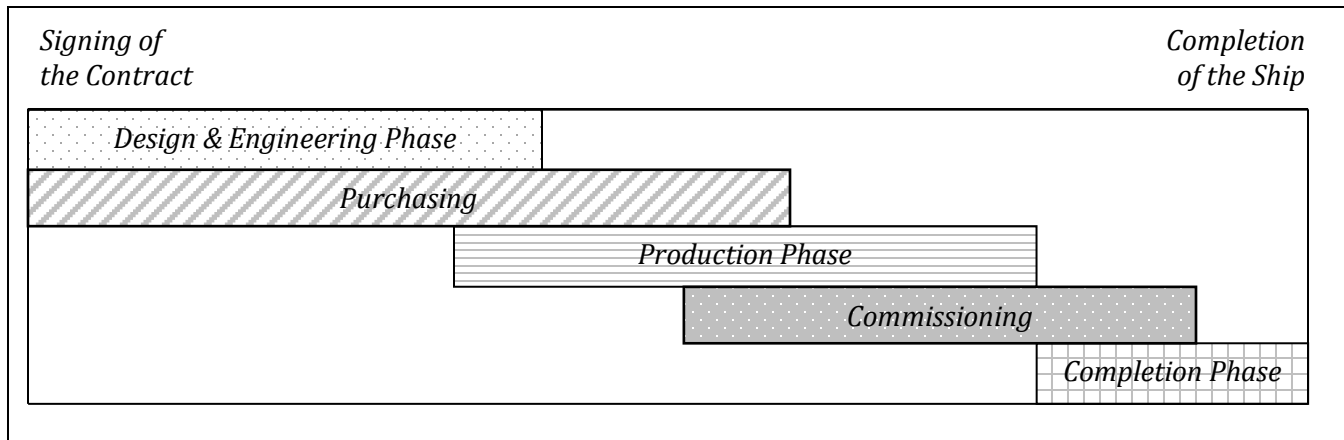 Signing of
the Contract
Completion
of the Ship
Design & Engineering Phase
Purchasing
Production Phase
Commissioning
Completion Phase